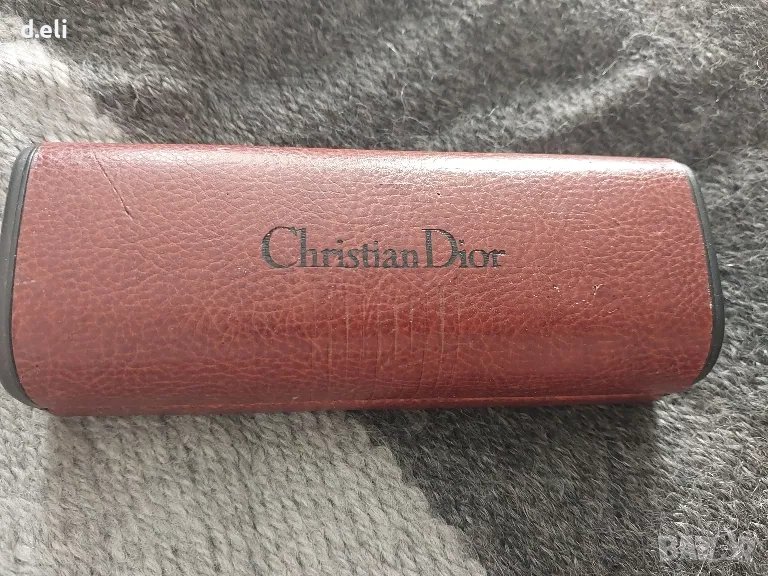 d.eli
Christian Dior